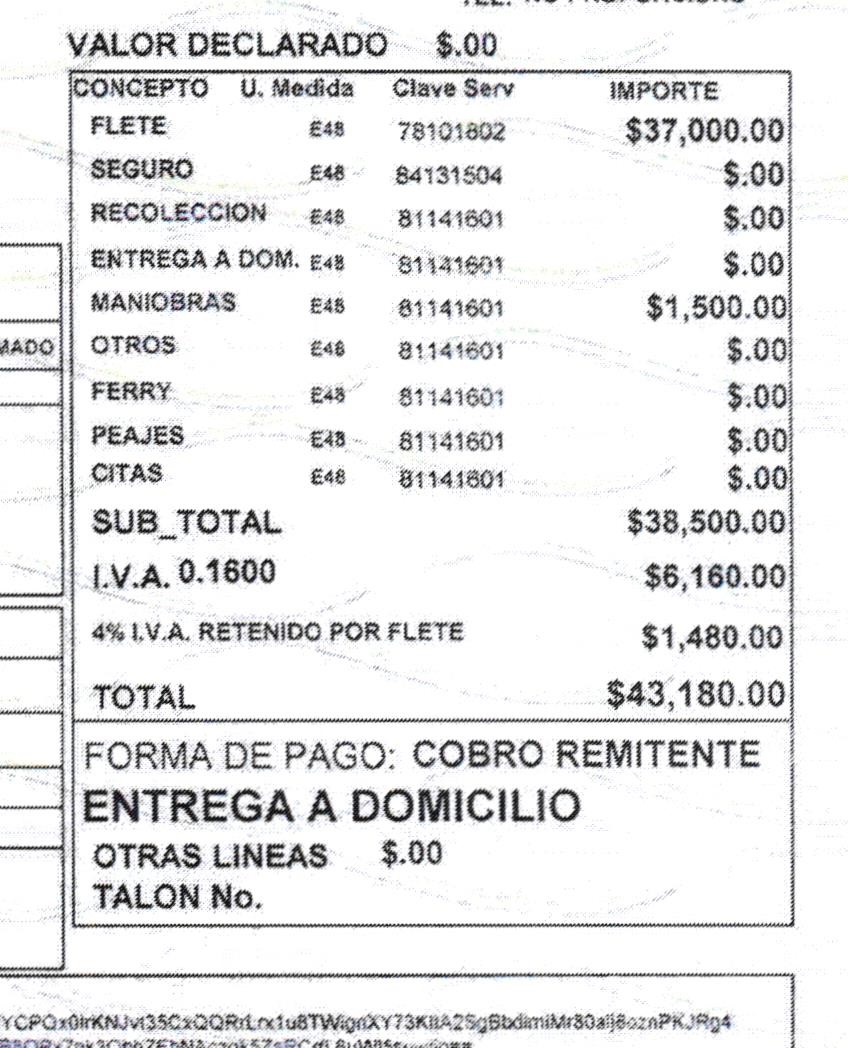 VALOR DECLARADO $.00
CONCEPTO U. Medida Clave Serv IMPORTE
FLETE E48 78101802 $37,000.00
SEGURO E48 84131504 $.00
RECOLECCION E48 81141601 $.00
ENTREGA A DOM. E48 81141601 $.00
MANIOBRAS E48 81141601 $1,500.00
MADO
OTROS E48 81141601 $.00
FERRY E48 81141601 $.00
PEAJES E48 81141601 $.00
CITAS E48 81141601 $.00
SUB_TOTAL $38,500.00
I.V.A. 0.1600 $6,160.00
4% I.V.A. RETENIDO POR FLETE $1,480.00
TOTAL $43,180.00
FORMA DE PAGO: COBRO REMITENTE
ENTREGA A DOMICILIO
OTRAS LINEAS $.00
TALON No.